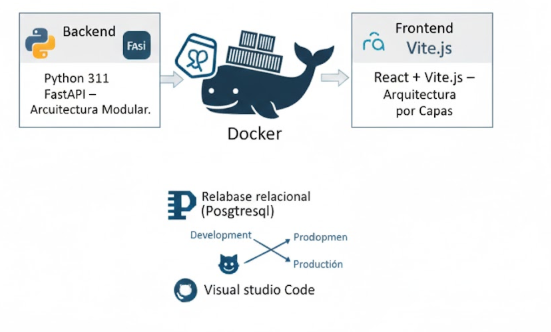 Backend
FAsi
Python 311
FastAPI –
Arcuitectura Modular.
Docker
Frontend
Vite.js
React + Vite.js –
Arquitectura
por Capas
Relabase relacional
(Posgtresql)
Development
Prodopmen
Productión
Visual studio Code